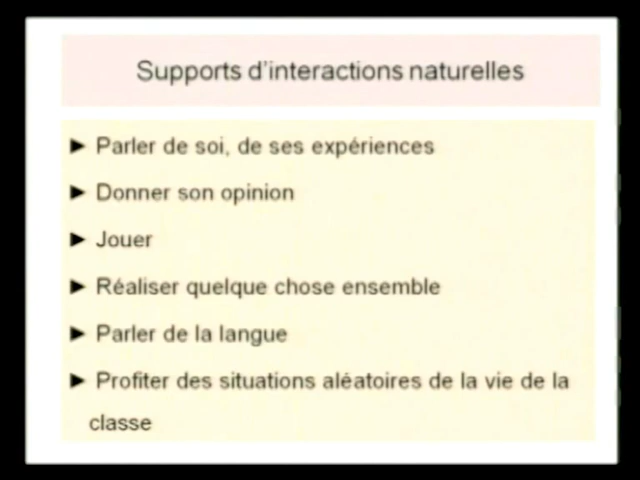 Supports d'interactions naturelles
► Parler de soi, de ses expériences
► Donner son opinion
► Jouer
► Réaliser quelque chose ensemble
► Parler de la langue
► Profiter des situations aléatoires de la vie de la
classe